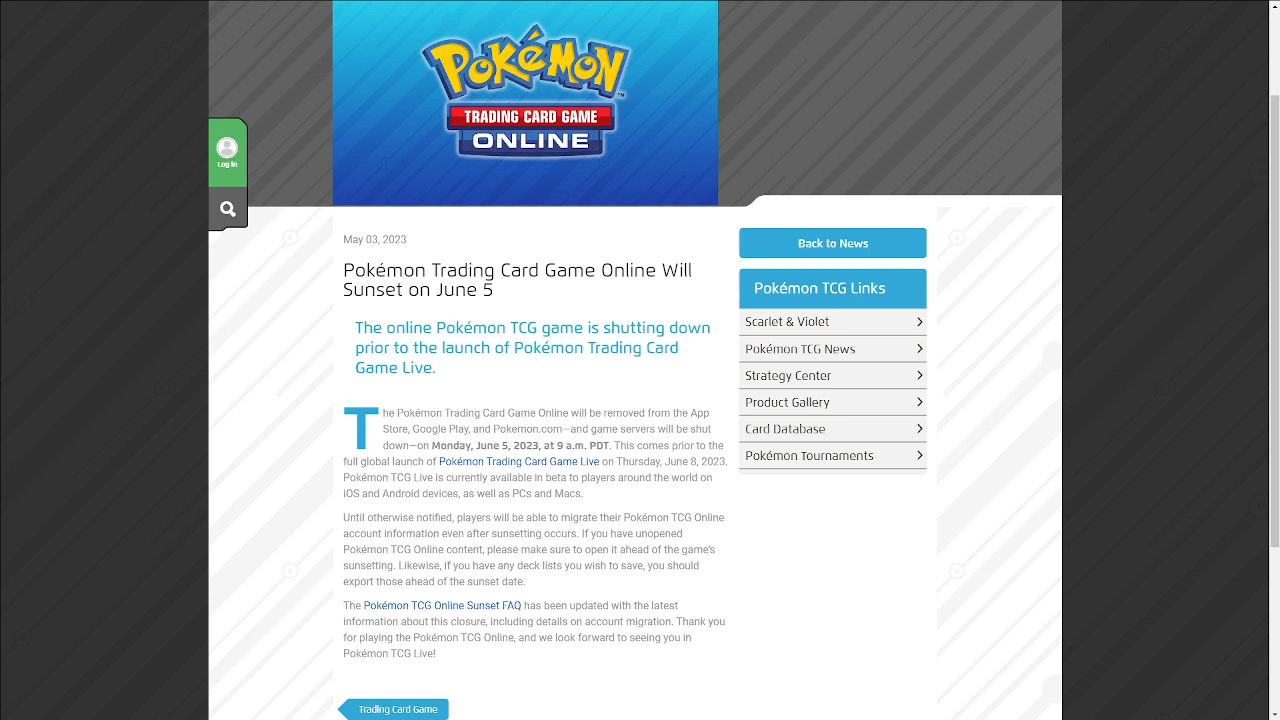 POKÉMON
TRADING CARD GAME
ONLINE
Log in
May 03, 2023
Pokémon Trading Card Game Online Will
Sunset on June 5
The online Pokémon TCG game is shutting down
prior to the launch of Pokémon Trading Card
Game Live.
The Pokémon Trading Card Game Online will be removed from the App
Store, Google Play, and Pokemon.com—and game servers will be shut
down—on Monday, June 5, 2023, at 9 a.m. PDT. This comes prior to the
full global launch of Pokémon Trading Card Game Live on Thursday, June 8, 2023.
Pokémon TCG Live is currently available in beta to players around the world on
iOS and Android devices, as well as PCs and Macs.
Until otherwise notified, players will be able to migrate their Pokémon TCG Online
account information even after sunsetting occurs. If you have unopened
Pokémon TCG Online content, please make sure to open it ahead of the game's
sunsetting. Likewise, if you have any deck lists you wish to save, you should
export those ahead of the sunset date.
The Pokémon TCG Online Sunset FAQ has been updated with the latest
information about this closure, including details on account migration. Thank you
for playing the Pokémon TCG Online, and we look forward to seeing you in
Pokémon TCG Live!
Trading Card Game
Back to News
Pokémon TCG Links
Scarlet & Violet
Pokémon TCG News
Strategy Center
Product Gallery
Card Database
Pokémon Tournaments